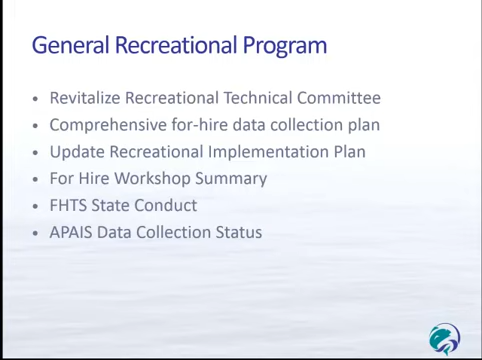 General Recreational Program
Revitalize Recreational Technical Committee
Comprehensive for-hire data collection plan
Update Recreational Implementation Plan
For Hire Workshop Summary
FHTS State Conduct
APAIS Data Collection Status